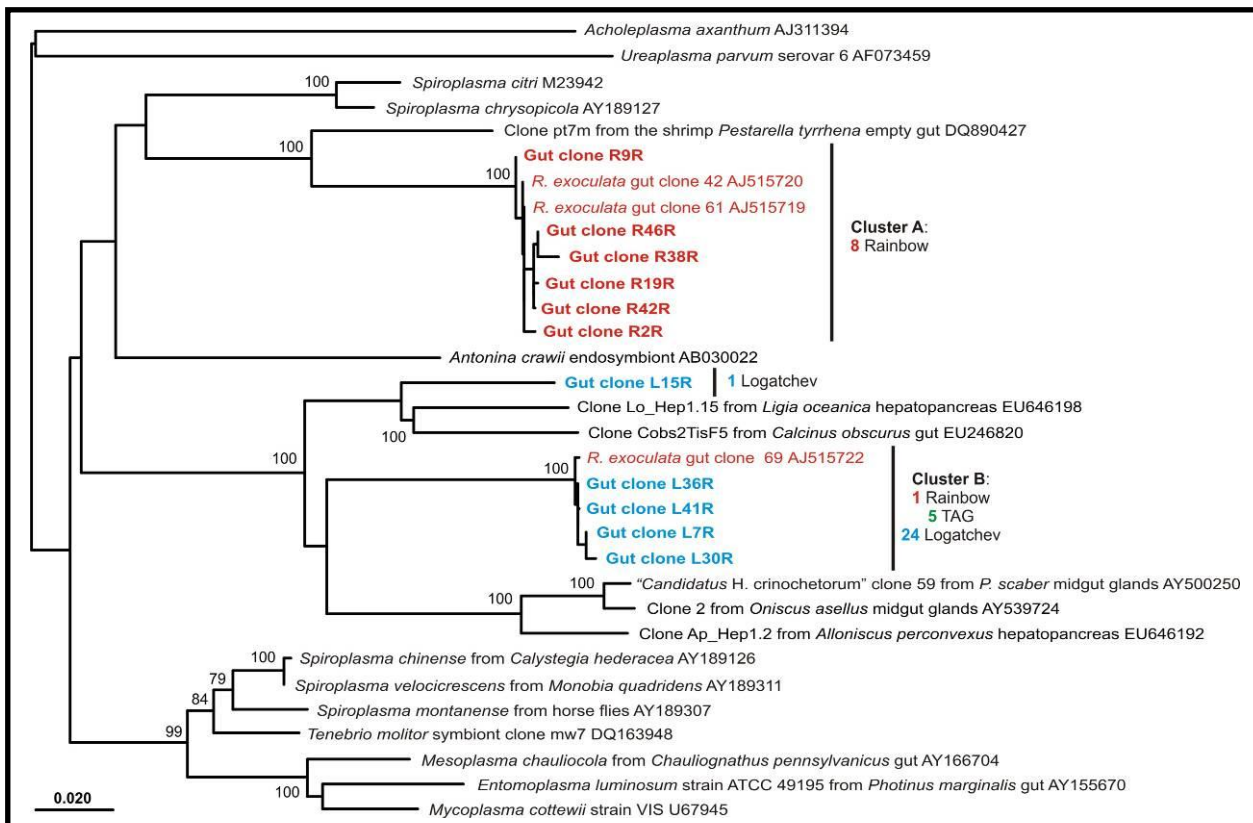 Acholeplasma axanthum AJ311394
Ureaplasma parvum serovar 6 AF073459
100
Spiroplasma citri M23942
Spiroplasma chrysopicola AY189127
Clone pt7m from the shrimp Pestarella tyrrhena empty gut DQ890427
100
Gut clone R9R
100
R. exoculata gut clone 42 AJ515720
R. exoculata gut clone 61 AJ515719
Gut clone R46R
Gut clone R38R
Gut clone R19R
Gut clone R42R
Gut clone R2R
Cluster A:
8 Rainbow
Antonina crawii endosymbiont AB030022
Gut clone L15R
1 Logatchev
Clone Lo_Hep1.15 from Ligia oceanica hepatopancreas EU646198
Clone Cobs2TisF5 from Calcinus obscurus gut EU246820
100
100
R. exoculata gut clone 69 AJ515722
100
Gut clone L36R
Gut clone L41R
Gut clone L7R
Gut clone L30R
Cluster B:
1 Rainbow
5 TAG
24 Logatchev
100
"Candidatus H. crinochetorum" clone 59 from P. scaber midgut glands AY500250
100
Clone 2 from Oniscus asellus midgut glands AY539724
Clone Ap_Hep1.2 from Alloniscus perconvexus hepatopancreas EU646192
100
Spiroplasma chinense from Calystegia hederacea AY189126
79
Spiroplasma velocicrescens from Monobia quadridens AY189311
84
Spiroplasma montanense from horse flies AY189307
99
Tenebrio molitor symbiont clone mw7 DQ163948
Mesoplasma chauliocola from Chauliognathus pennsylvanicus gut AY166704
Entomoplasma luminosum strain ATCC 49195 from Photinus marginalis gut AY155670
100
Mycoplasma cottewii strain VIS U67945
0.020